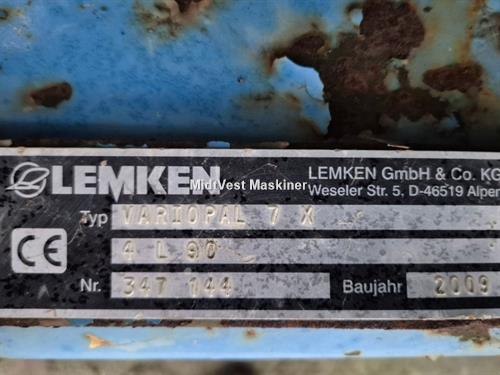 LEMKEN
LEMKEN GmbH & Co. KG
Weseler Str. 5, D-46519 Alpen
MidtVest Maskiner
Typ VARIOPAL 7 X
4 L 90
CE
Nr. 347 144 Baujahr 2009